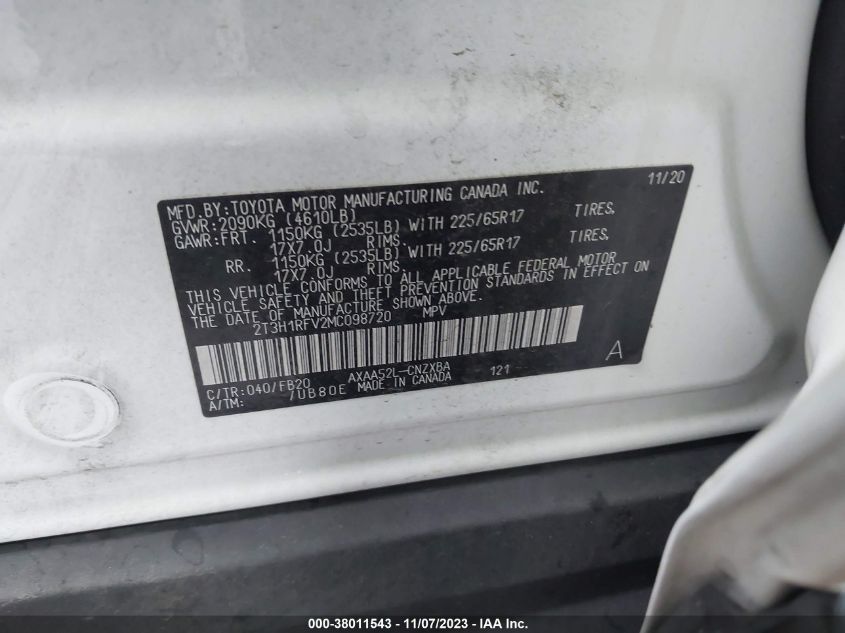 MFD.BY:TOYOTA MOTOR MANUFACTURING CANADA INC. 11/20
GVWR:2090KG (4610LB)
GAWR:FRT. 1150KG (2535LB) WITH 225/65R17 TIRES,
17X7.0J RIMS.
RR. 1150KG (2535LB) WITH 225/65R17 TIRES,
17X7.0J RIMS.
THIS VEHICLE CONFORMS TO ALL APPLICABLE FEDERAL MOTOR
VEHICLE SAFETY AND THEFT PREVENTION STANDARDS IN EFFECT ON
THE DATE OF MANUFACTURE SHOWN ABOVE.
2T3H1RFV2MC098720 MPV
A
C/TR:040/FB20 AXAA52L-CNZXBA 121
A/TM: /UB80E MADE IN CANADA
000-38011543 - 11/07/2023 - IAA Inc.